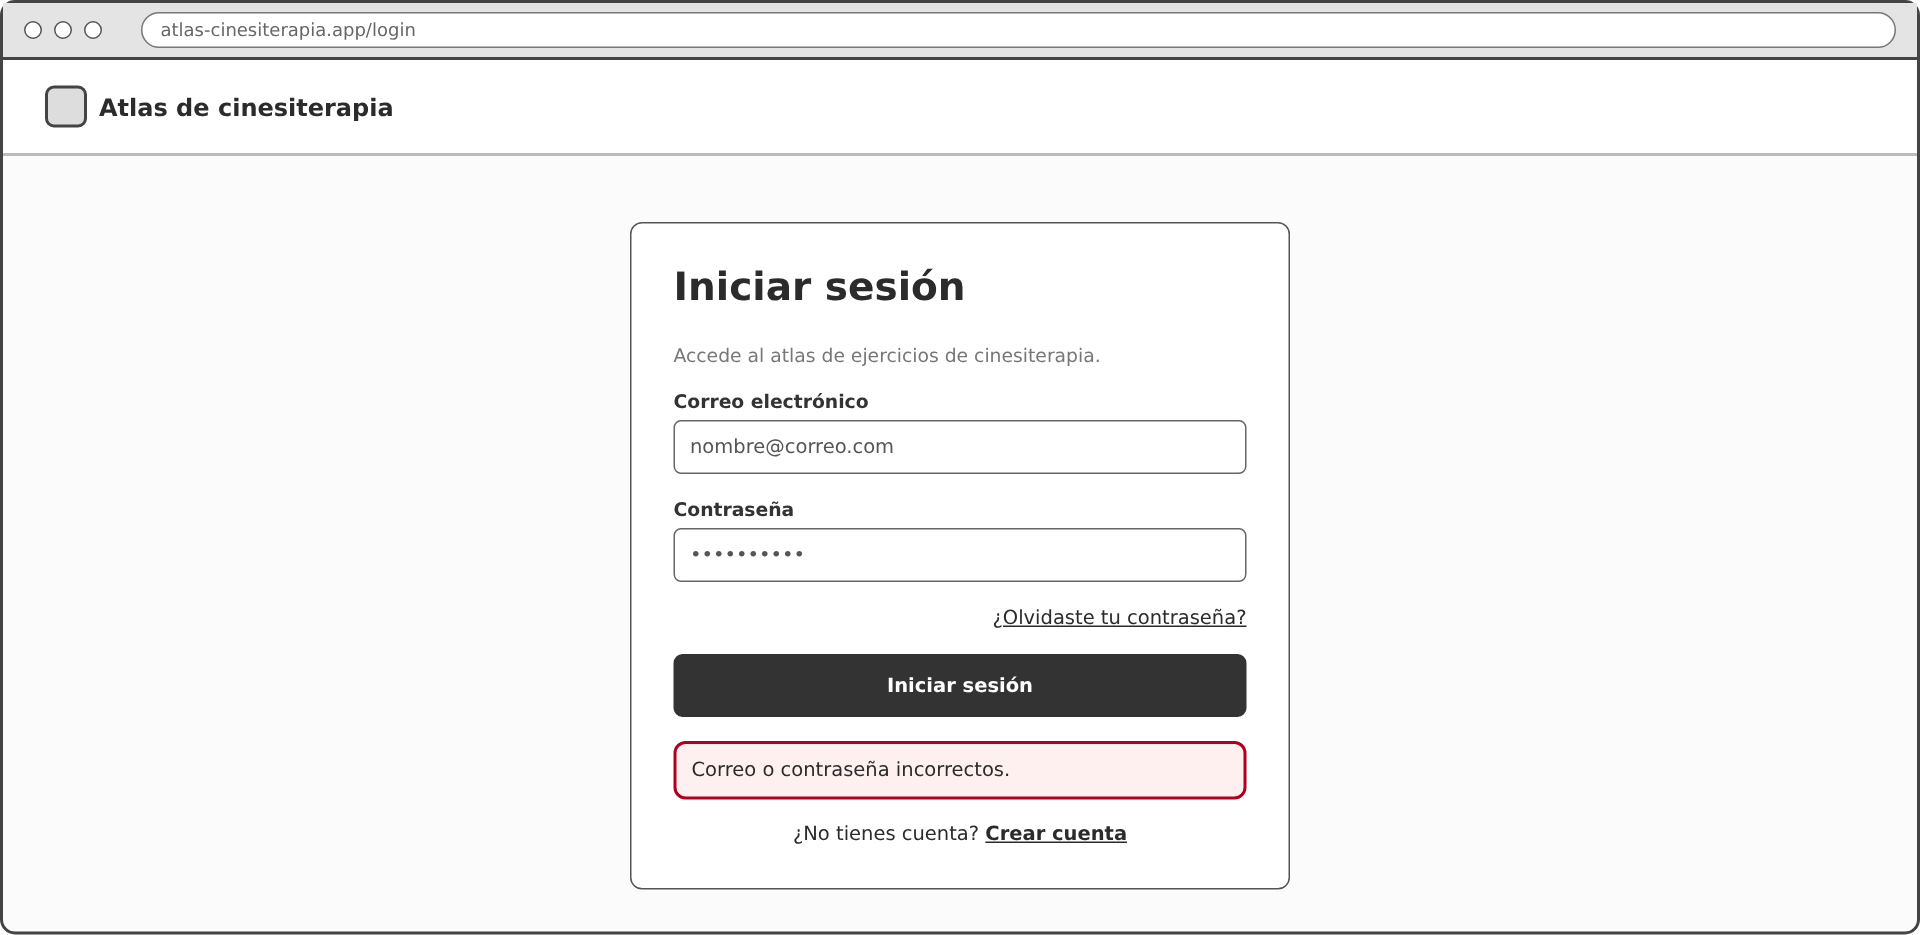 atlas-cinesiterapia.app/login
Atlas de cinesiterapia
Iniciar sesión
Accede al atlas de ejercicios de cinesiterapia.
Correo electrónico
nombre@correo.com
Contraseña
••••••••••
¿Olvidaste tu contraseña?
Iniciar sesión
Correo o contraseña incorrectos.
¿No tienes cuenta? Crear cuenta